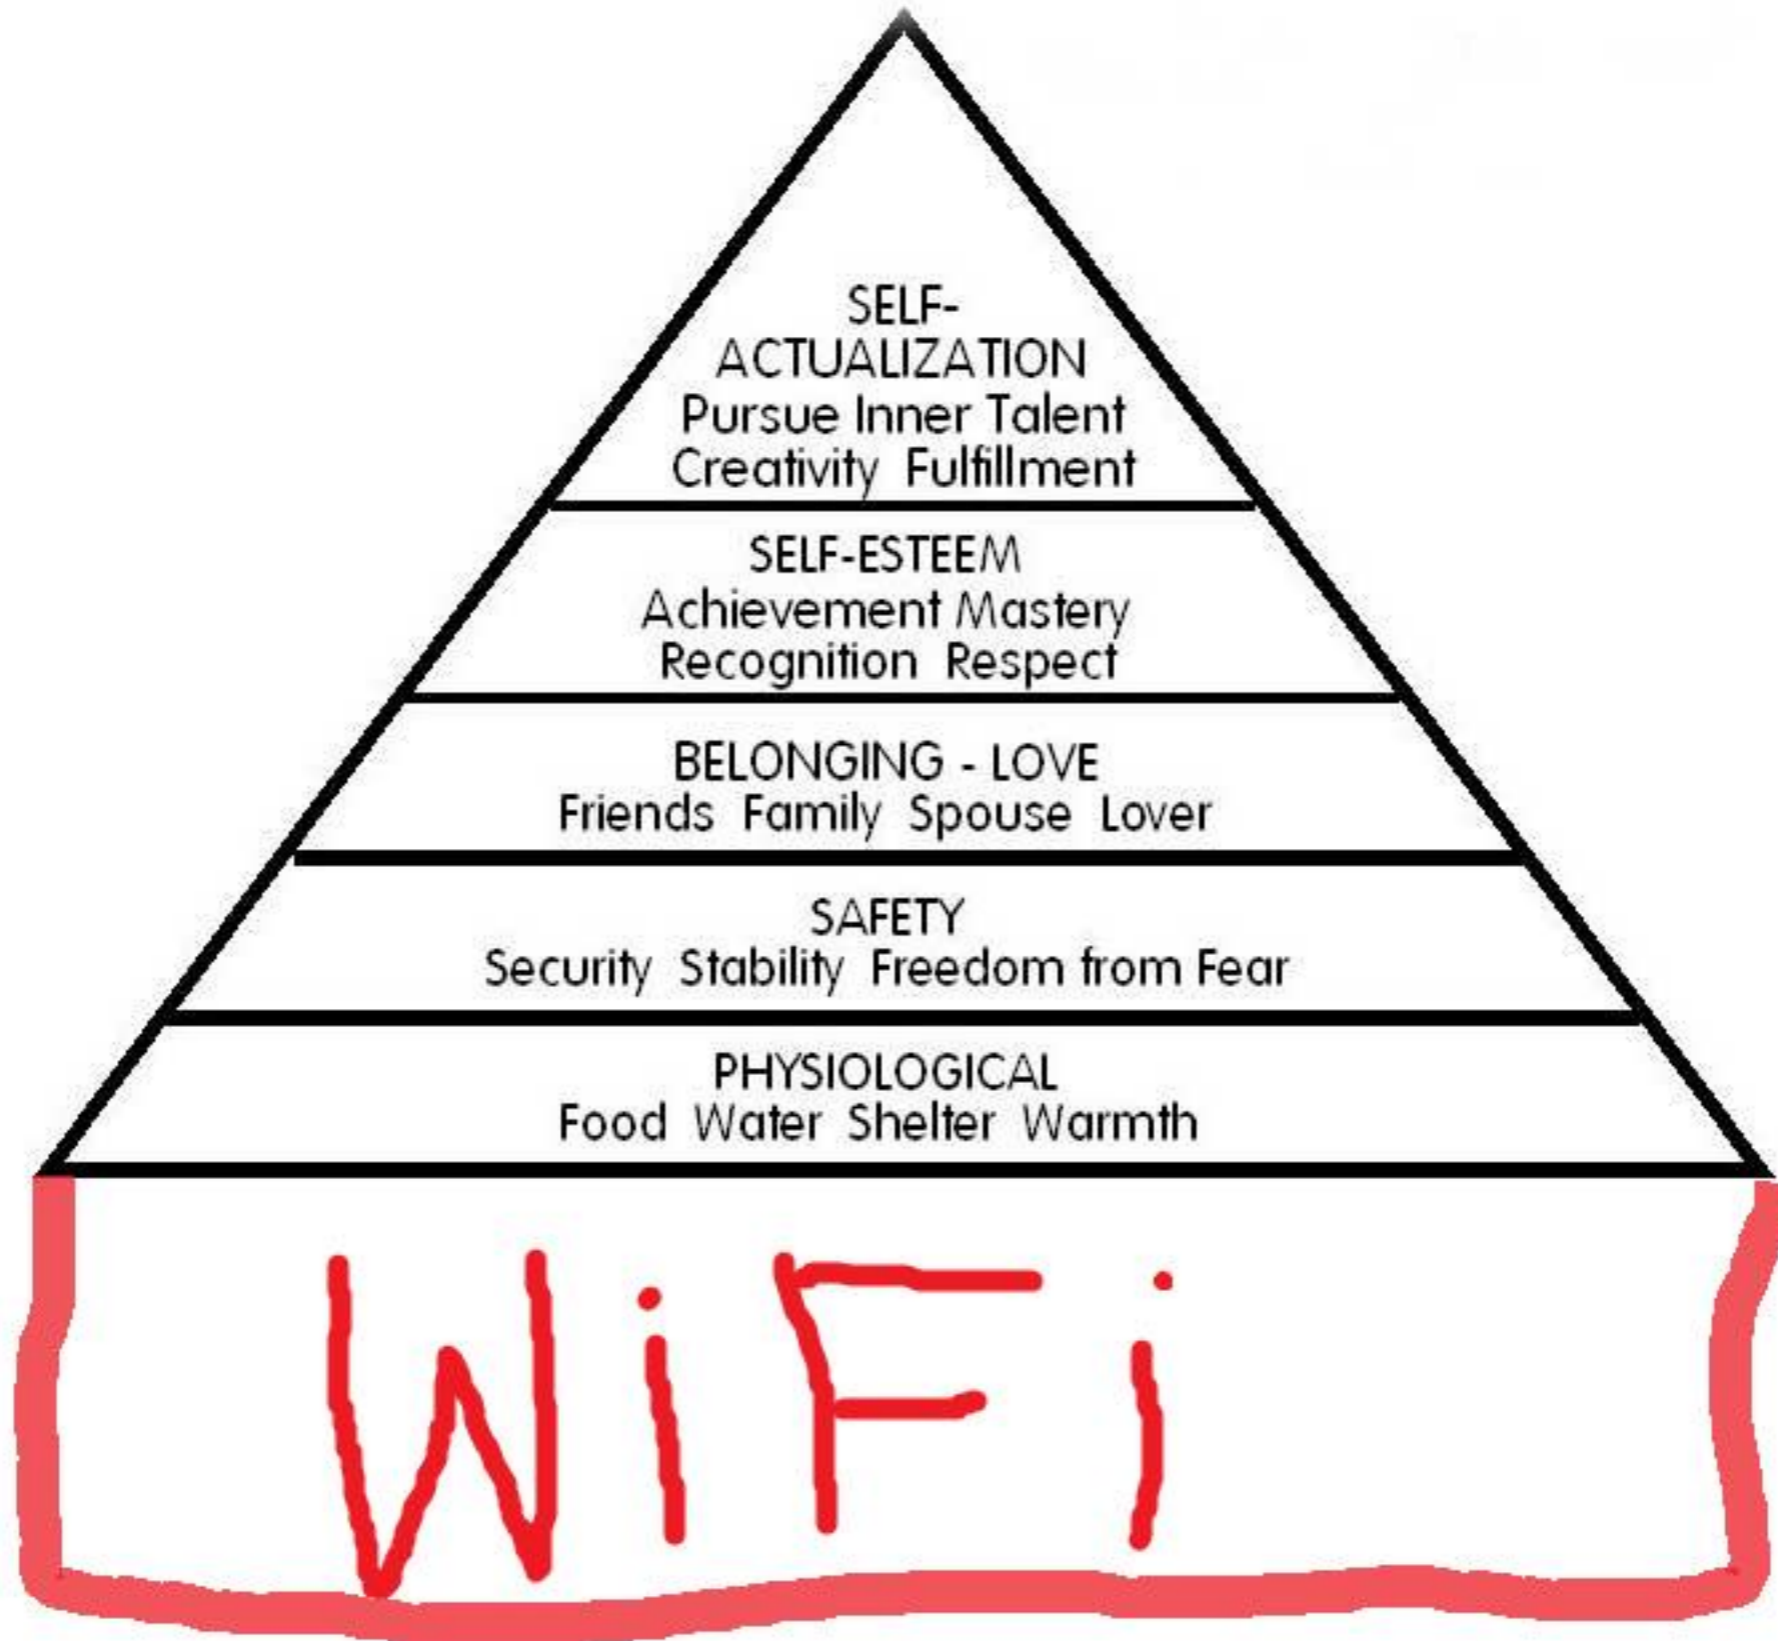 SELF-
ACTUALIZATION
Pursue Inner Talent
Creativity Fulfillment
SELF-ESTEEM
Achievement Mastery
Recognition Respect
BELONGING - LOVE
Friends Family Spouse Lover
SAFETY
Security Stability Freedom from Fear
PHYSIOLOGICAL
Food Water Shelter Warmth
WiFi